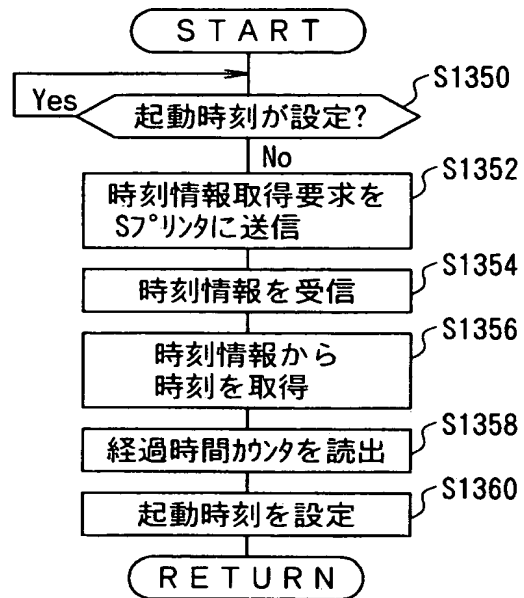 START
S1350
Yes
起動時刻が設定?
No
S1352
時刻情報取得要求を
Sプリンタに送信
S1354
時刻情報を受信
S1356
時刻情報から
時刻を取得
S1358
経過時間カウンタを読出
S1360
起動時刻を設定
RETURN